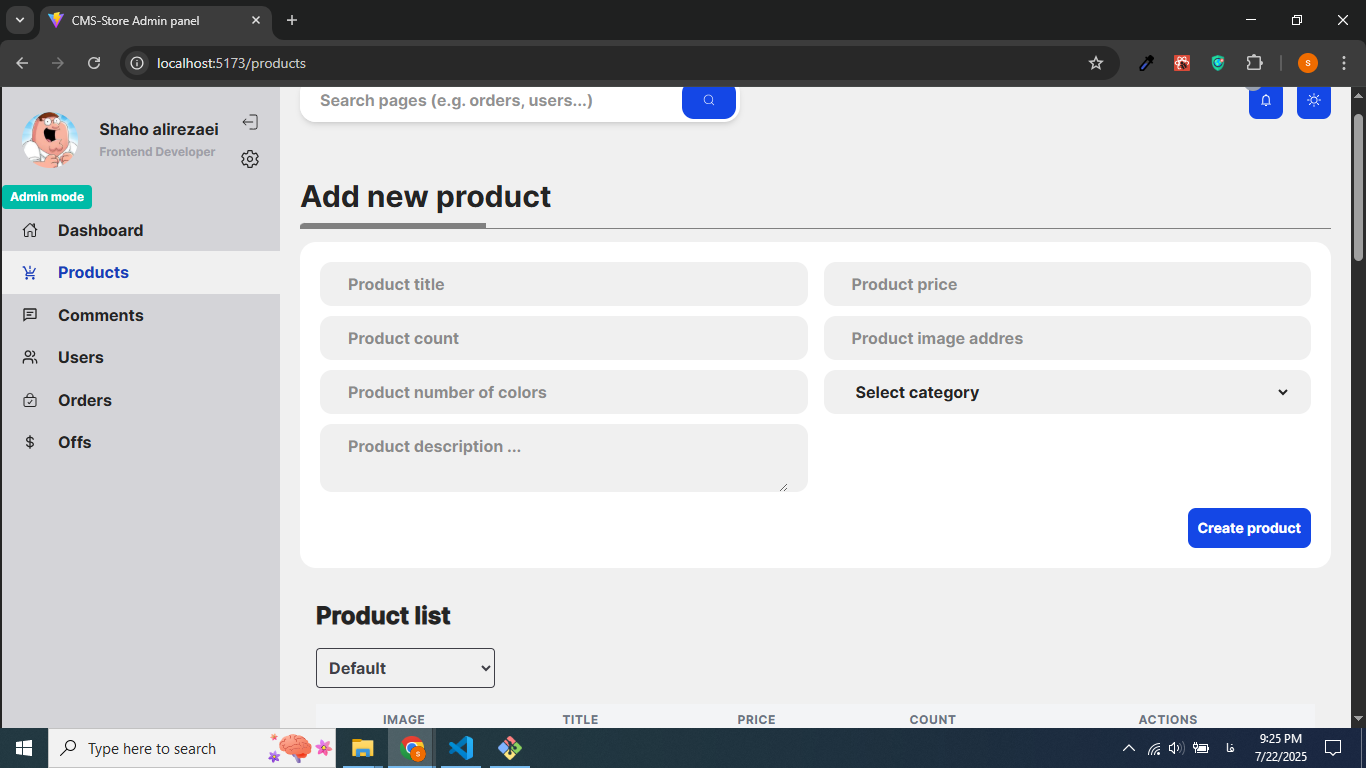 CMS-Store Admin panel
localhost:5173/products
S
Shaho alirezaei
Frontend Developer
Admin mode
Dashboard
Products
Comments
Users
Orders
Offs
Search pages (e.g. orders, users...)
Add new product
Product title
Product price
Product count
Product image addres
Product number of colors
Select category
Product description ...
Create product
Product list
Default
IMAGE TITLE PRICE COUNT ACTIONS
Type here to search
S
فا
9:25 PM
7/22/2025